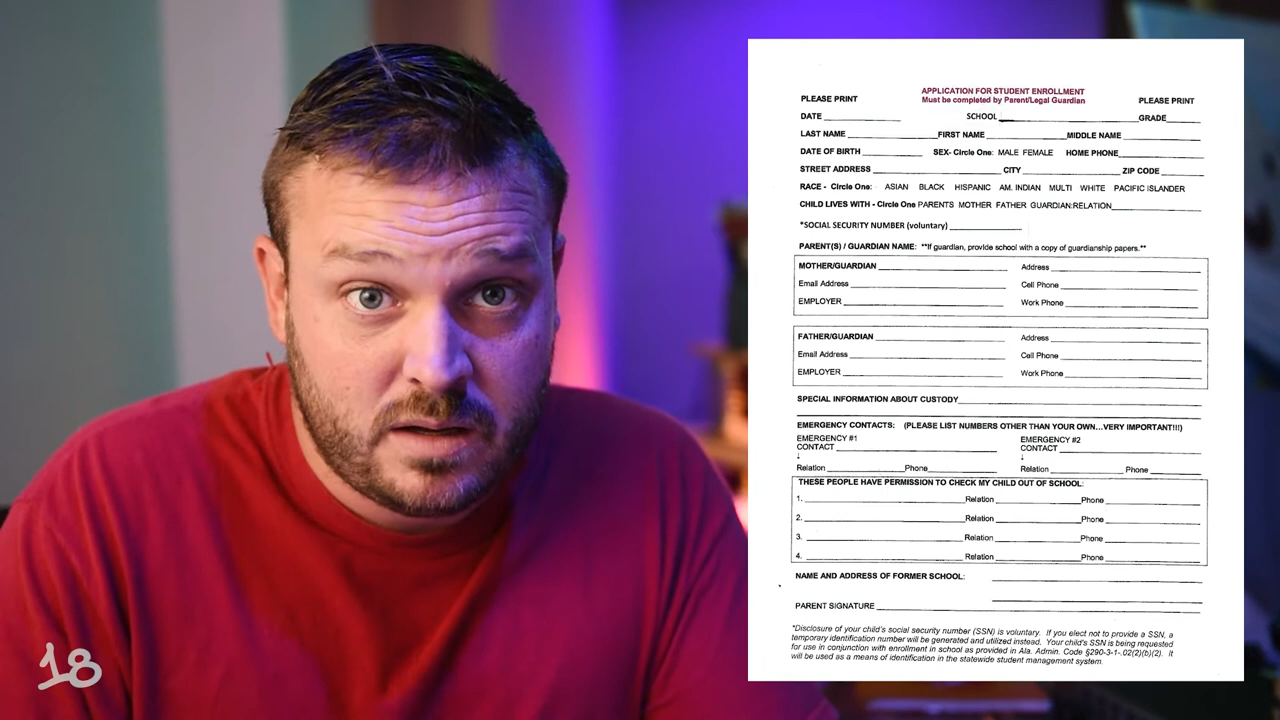 APPLICATION FOR STUDENT ENROLLMENT
PLEASE PRINT Must be completed by Parent/Legal Guardian PLEASE PRINT
DATE SCHOOL GRADE
LAST NAME FIRST NAME MIDDLE NAME
DATE OF BIRTH SEX- Circle One: MALE FEMALE HOME PHONE
STREET ADDRESS CITY ZIP CODE
RACE - Circle One: ASIAN BLACK HISPANIC AM. INDIAN MULTI WHITE PACIFIC ISLANDER
CHILD LIVES WITH - Circle One PARENTS MOTHER FATHER GUARDIAN:RELATION
*SOCIAL SECURITY NUMBER (voluntary)
PARENT(S) / GUARDIAN NAME: **If guardian, provide school with a copy of guardianship papers.**
MOTHER/GUARDIAN Address
Email Address Cell Phone
EMPLOYER Work Phone
FATHER/GUARDIAN Address
Email Address Cell Phone
EMPLOYER Work Phone
SPECIAL INFORMATION ABOUT CUSTODY
EMERGENCY CONTACTS: (PLEASE LIST NUMBERS OTHER THAN YOUR OWN...VERY IMPORTANT!!!)
EMERGENCY #1 EMERGENCY #2
CONTACT CONTACT
Relation Phone Relation Phone
THESE PEOPLE HAVE PERMISSION TO CHECK MY CHILD OUT OF SCHOOL:
1. Relation Phone
2. Relation Phone
3. Relation Phone
4. Relation Phone
NAME AND ADDRESS OF FORMER SCHOOL:
PARENT SIGNATURE
*Disclosure of your child's social security number (SSN) is voluntary. If you elect not to provide a SSN, a
temporary identification number will be generated and utilized instead. Your child's SSN is being requested
for use in conjunction with enrollment in school as provided in Ala. Admin. Code §290-3-1-.02(2)(b)(2). It
will be used as a means of identification in the statewide student management system.
18